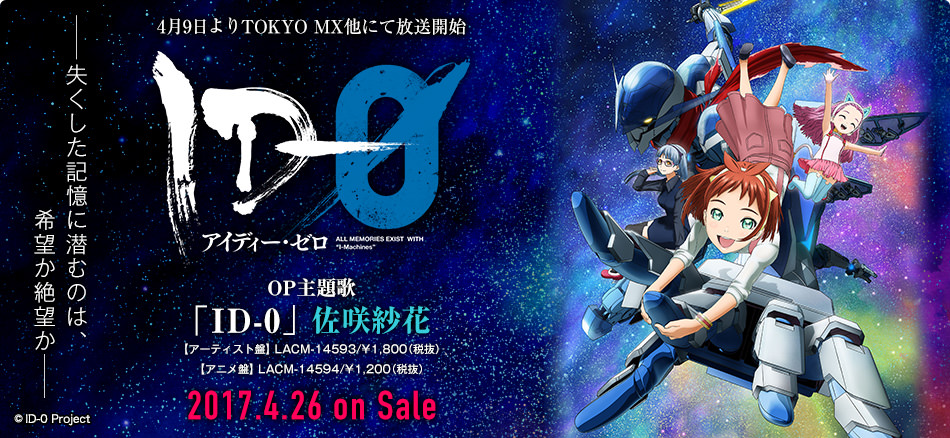 4月9日よりTOKYO MX他にて放送開始
―失くした記憶に潜むのは、
希望か絶望か―
ID-0
アイディー・ゼロ
ALL MEMORIES EXIST WITH
"I-Machines"
OP主題歌
「ID-0」佐咲紗花
【アーティスト盤】LACM-14593/¥1,800(税抜)
【アニメ盤】LACM-14594/¥1,200(税抜)
2017.4.26 on Sale
© ID-0 Project